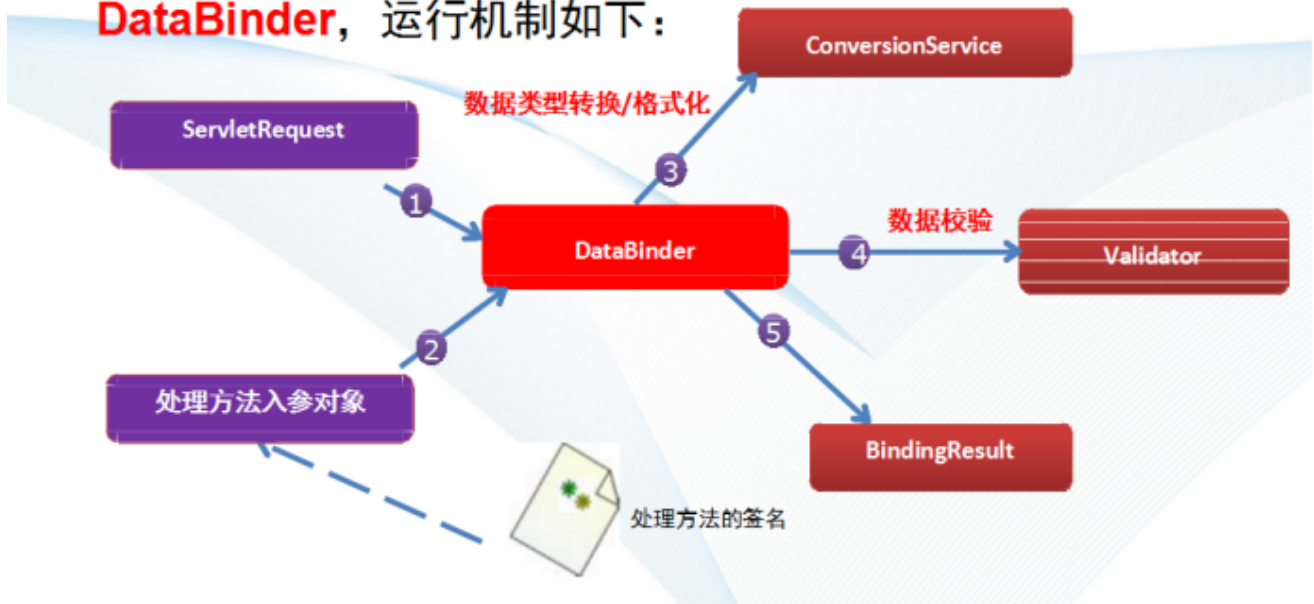 DataBinder，运行机制如下：
ConversionService
数据类型转换/格式化
ServletRequest
3
1
数据校验
DataBinder
4
Validator
5
2
处理方法入参对象
BindingResult
处理方法的签名